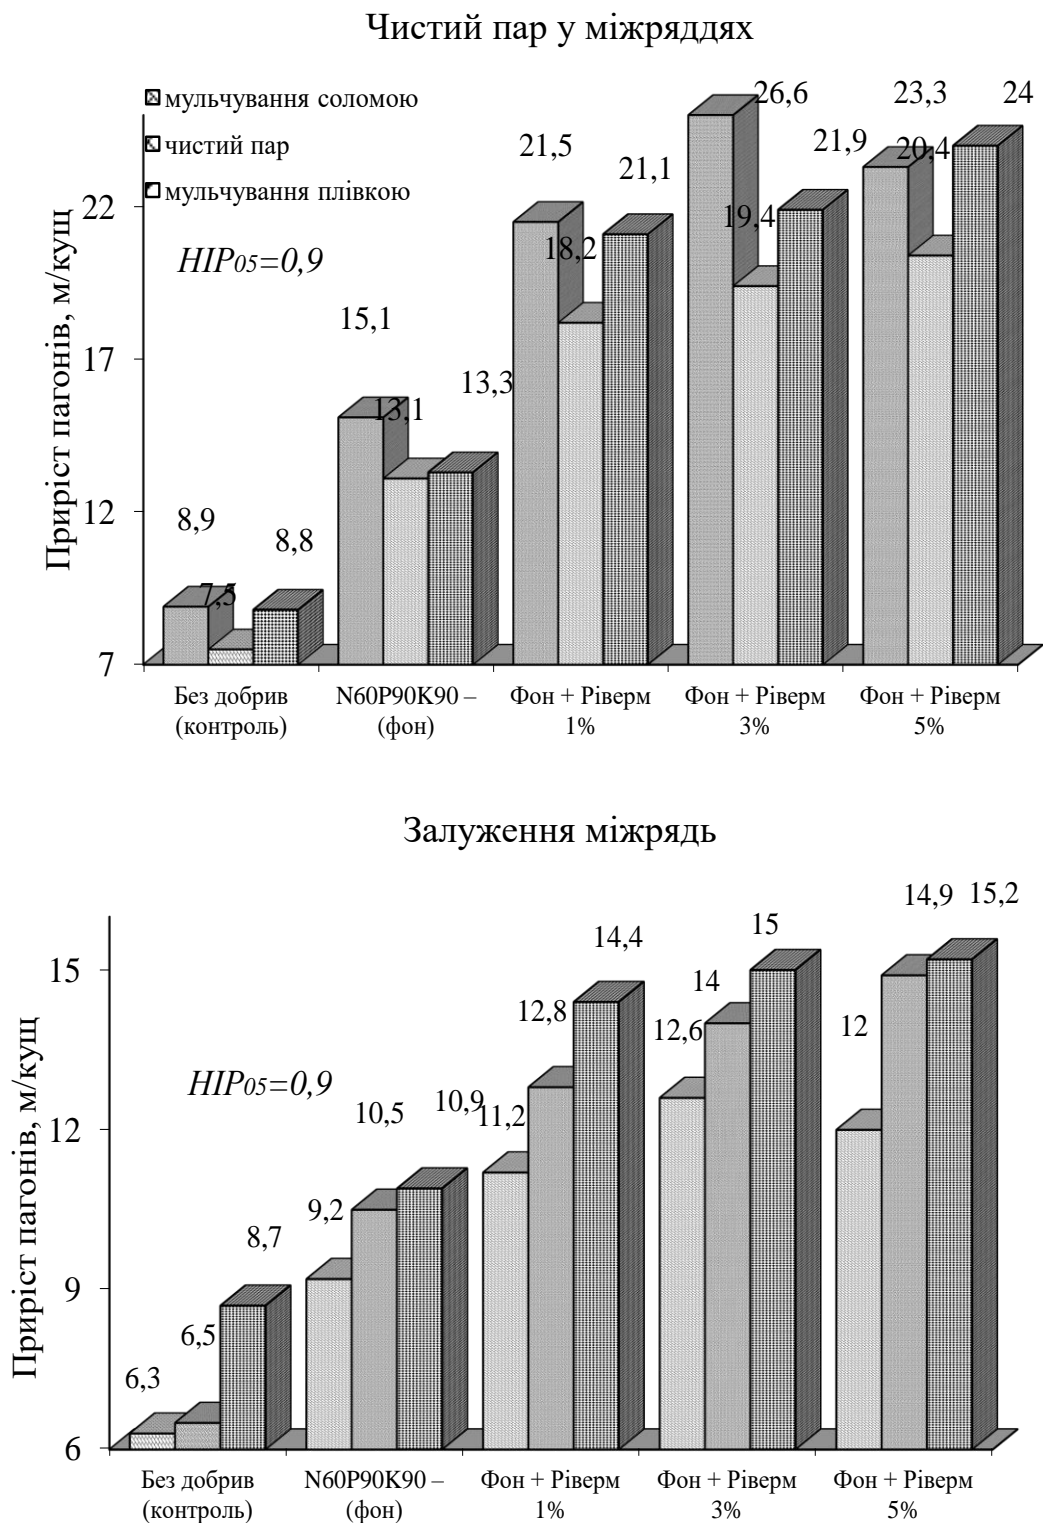 Чистий пар у міжряддях
мульчування соломою
чистий пар
мульчування плівкою
НІР05=0,9
Приріст пагонів, м/кущ
22
17
12
7
8,9
7,5
8,8
15,1
13,1
13,3
21,5
18,2
21,1
26,6
19,4
21,9
23,3
20,4
24
Без добрив
(контроль)
N60P90K90 –
(фон)
Фон + Ріверм
1%
Фон + Ріверм
3%
Фон + Ріверм
5%
Залуження міжрядь
НІР05=0,9
Приріст пагонів, м/кущ
15
12
9
6
6,3
6,5
8,7
9,2
10,5
10,9
11,2
12,8
14,4
12,6
14
15
12
14,9
15,2
Без добрив
(контроль)
N60P90K90 –
(фон)
Фон + Ріверм
1%
Фон + Ріверм
3%
Фон + Ріверм
5%